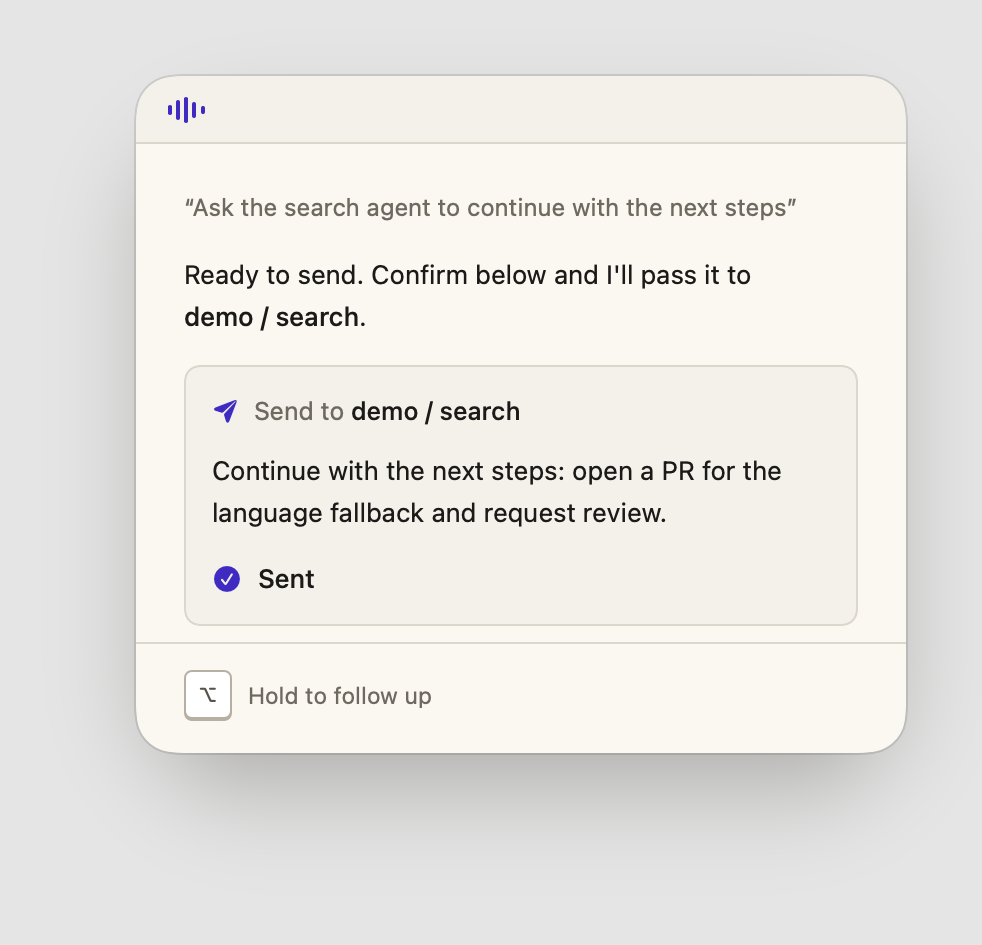 “Ask the search agent to continue with the next steps”
Ready to send. Confirm below and I'll pass it to
demo / search.
Send to demo / search
Continue with the next steps: open a PR for the
language fallback and request review.
Sent
⌥ Hold to follow up